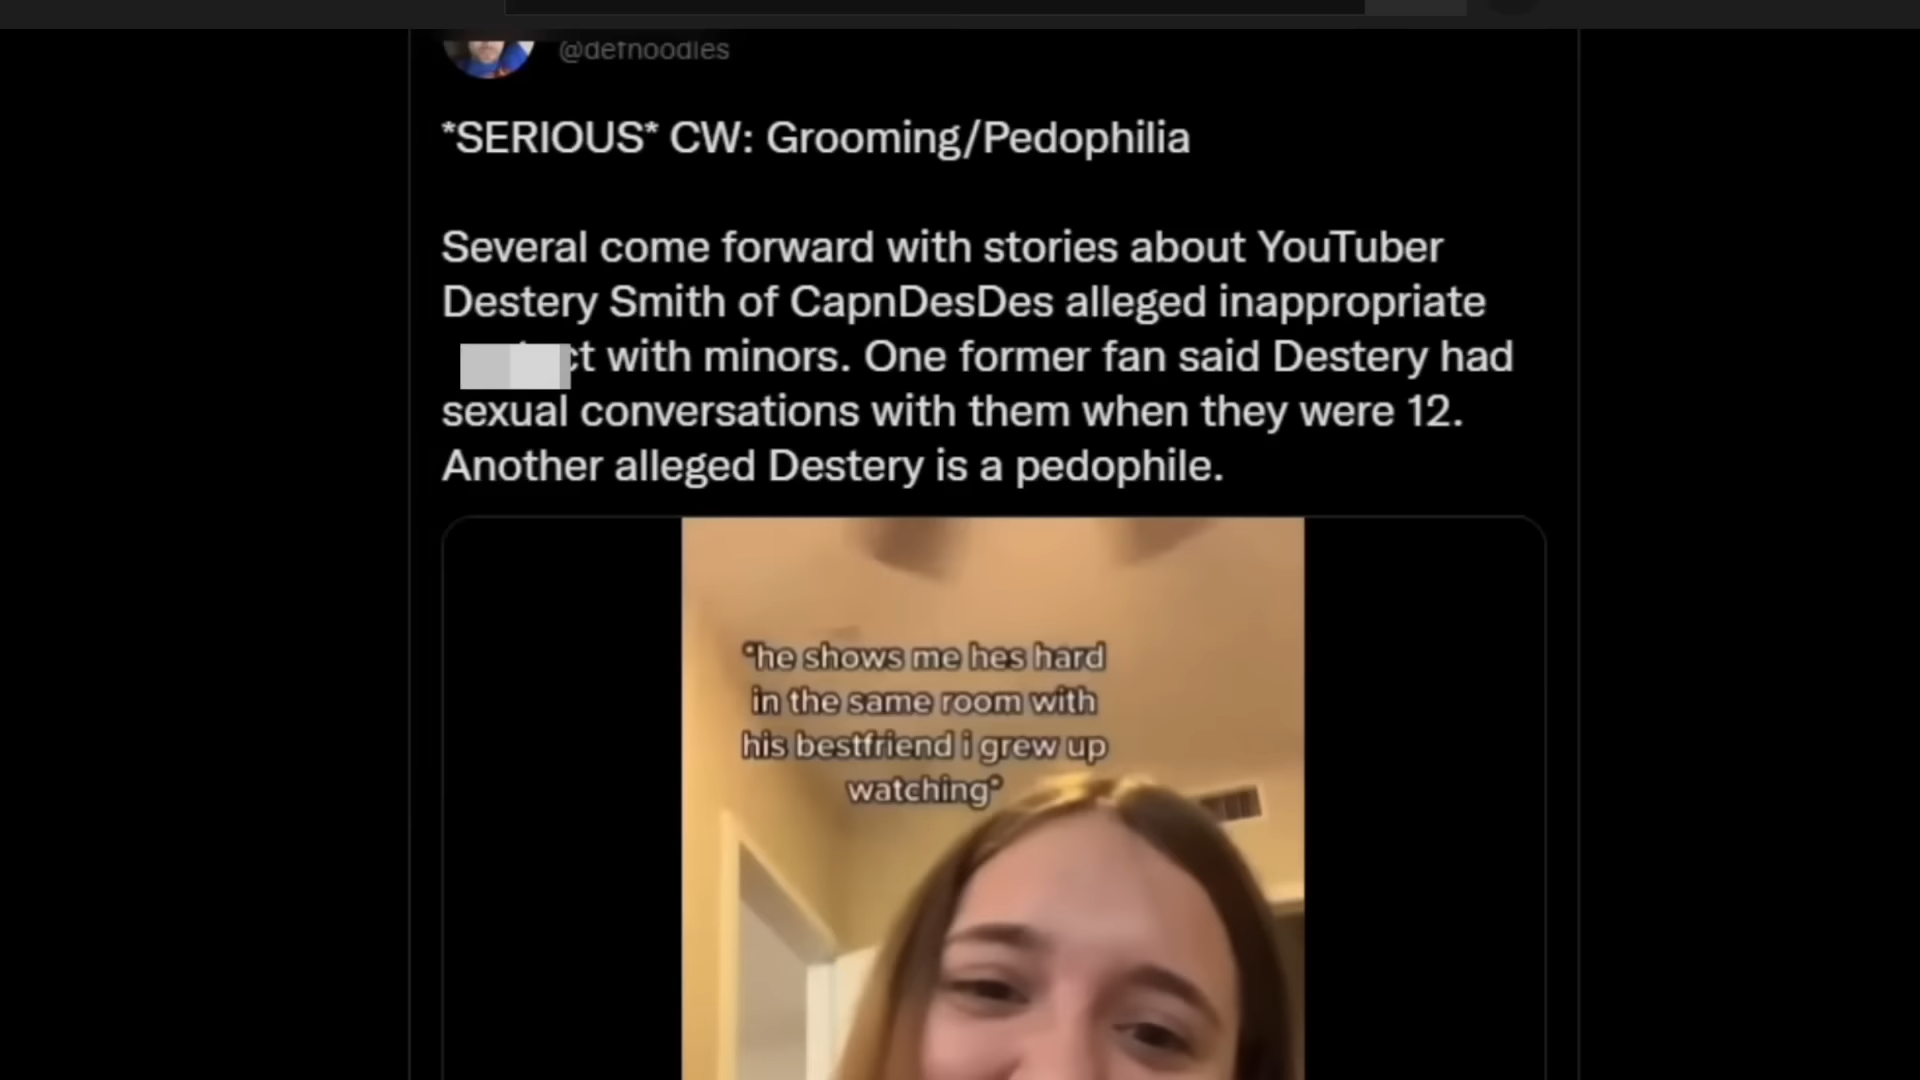 @defnoodles
*SERIOUS* CW: Grooming/Pedophilia
Several come forward with stories about YouTuber
Destery Smith of CapnDesDes alleged inappropriate
with minors. One former fan said Destery had
sexual conversations with them when they were 12.
Another alleged Destery is a pedophile.
*he shows me hes hard
in the same room with
his bestfriend i grew up
watching*